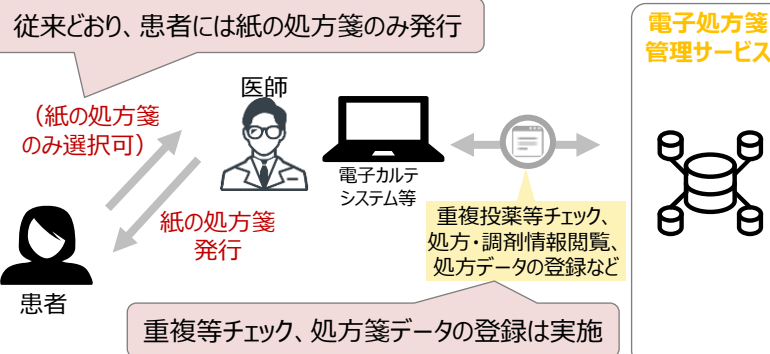 従来どおり、患者には紙の処方箋のみ発行
電子処方箋
管理サービス
医師
（紙の処方箋
のみ選択可）
電子カルテ
システム等
紙の処方箋
発行
重複投薬等チェック、
処方・調剤情報閲覧、
処方データの登録など
患者
重複等チェック、処方箋データの登録は実施